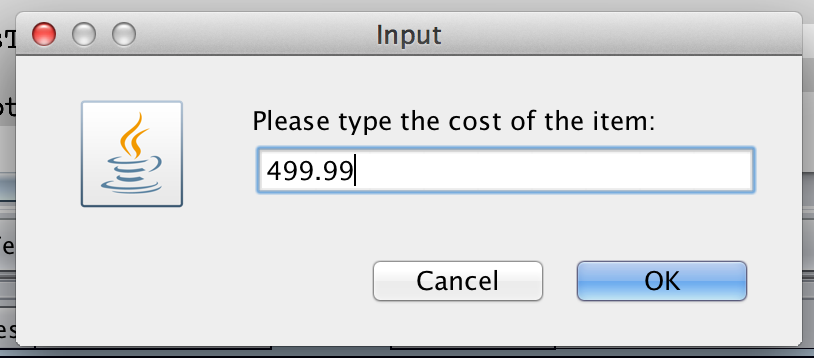 Input
Please type the cost of the item:
499.99
Cancel
OK